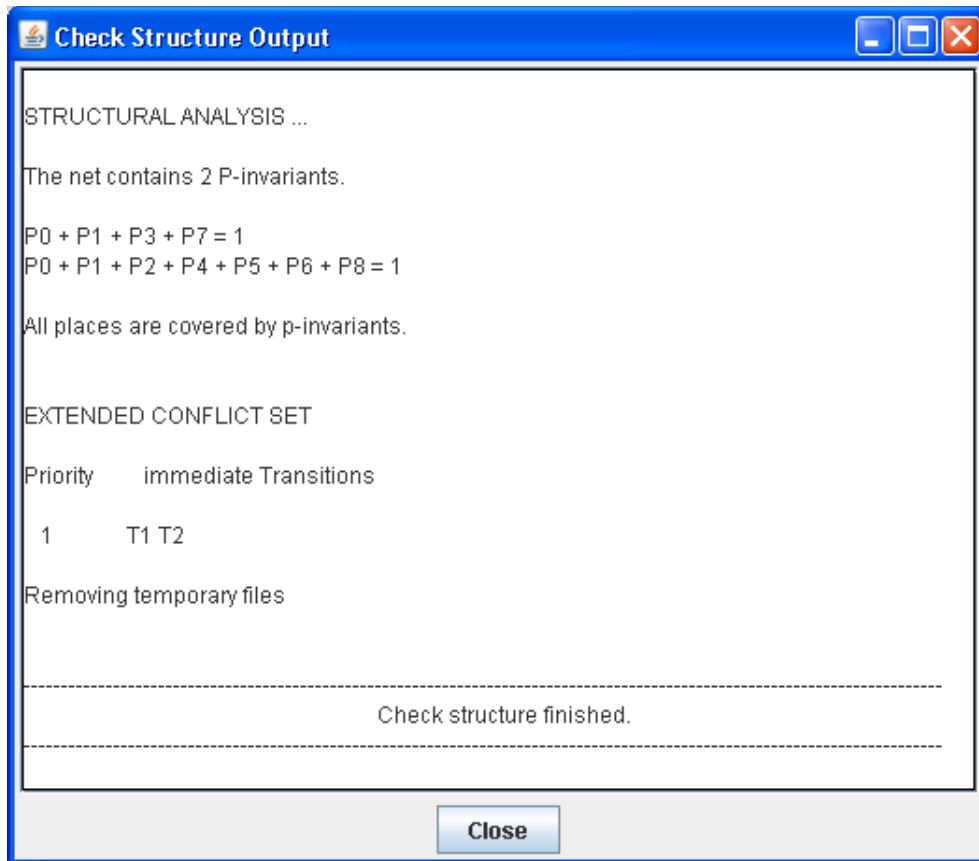 Check Structure Output
STRUCTURAL ANALYSIS ...
The net contains 2 P-invariants.
P0 + P1 + P3 + P7 = 1
P0 + P1 + P2 + P4 + P5 + P6 + P8 = 1
All places are covered by p-invariants.
EXTENDED CONFLICT SET
Priority immediate Transitions
1 T1 T2
Removing temporary files
Check structure finished.
Close